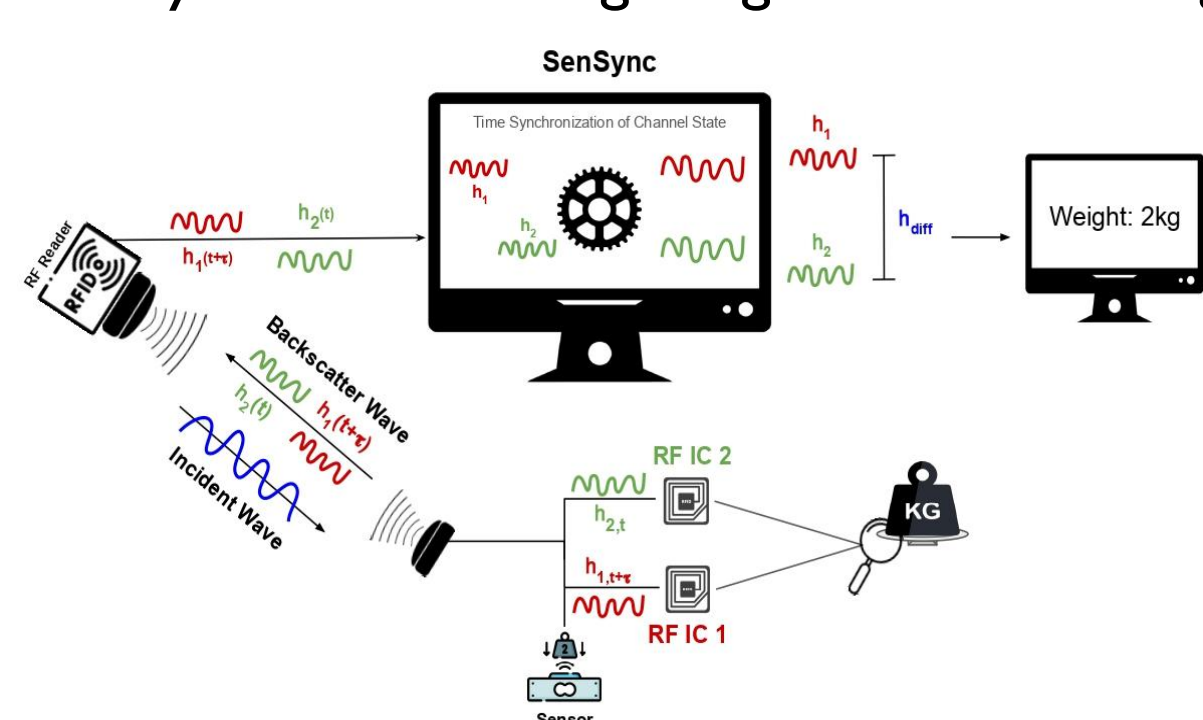 SenSync
Time Synchronization of Channel State
h1
h2
h1
h2
hdiff
Weight: 2kg
RF Reader
RFID
h1(t+τ)
h2(t)
Backscatter Wave
h2(t)
h1(t+τ)
Incident Wave
RF IC 2
h2,t
h1,t+τ
RF IC 1
KG
2
Sensor